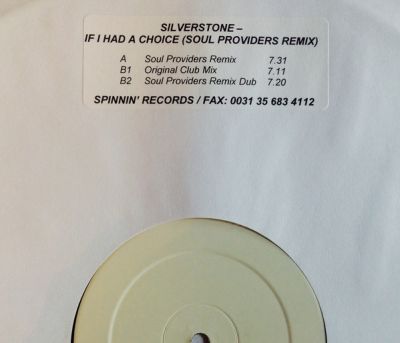 SILVERSTONE –
IF I HAD A CHOICE (SOUL PROVIDERS REMIX)
A Soul Providers Remix 7.31
B1 Original Club Mix 7.11
B2 Soul Providers Remix Dub 7.20
SPINNIN' RECORDS / FAX: 0031 35 683 4112